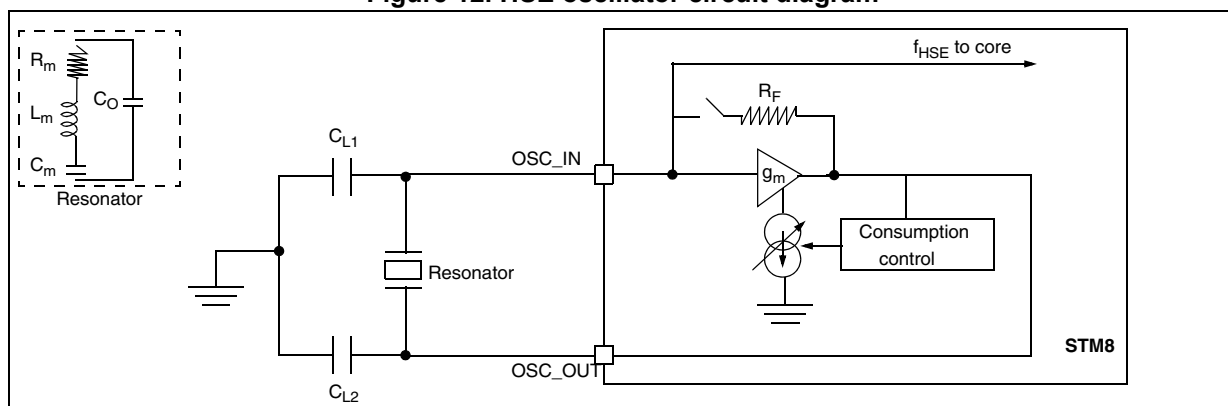 Figure 12. HSE oscillator circuit diagram
Rm
Lm
CO
Cm
Resonator
CL1
CL2
Resonator
OSC_IN
OSC_OUT
fHSE to core
RF
gm
Consumption
control
STM8